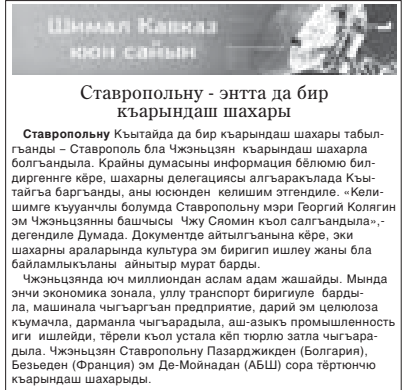 Шимал Кавказ
кюн сайын
Ставропольну - энтта да бир
къарындаш шахары
Ставропольну Къытайда да бир къарындаш шахары табыл-
гъанды – Ставрополь бла Чжэньцзян къарындаш шахарла
болгъандыла. Крайны думасыны информация бёлюмю бил-
диргеннге кёре, шахарны делегациясы алгъаракълада Къы-
тайгъа баргъанды, аны юсюнден келишим этгендиле. «Кели-
шимге къууанчлы болумда Ставропольну мэри Георгий Колягин
эм Чжэньцзянны башчысы Чжу Сяомин къол салгъандыла»,-
дегендиле Думада. Документде айтылгъанына кёре, эки
шахарны араларында культура эм биригип ишлеу жаны бла
байламлыкъланы айнытыр мурат барды.
Чжэньцзянда юч миллиондан аслам адам жашайды. Мында
энчи экономика зонала, уллу транспорт биригиуле барды-
ла, машинала чыгъаргъан предприятие, дарий эм целюлоза
къумачла, дарманла чыгъарадыла, аш-азыкъ промышленность
иги ишлейди, тёрели къол устала кёп тюрлю затла чыгъара-
дыла. Чжэньцзян Ставропольну Пазарджикден (Болгария),
Безьеден (Франция) эм Де-Мойнадан (АБШ) сора тёртюнчю
къарындаш шахарыды.